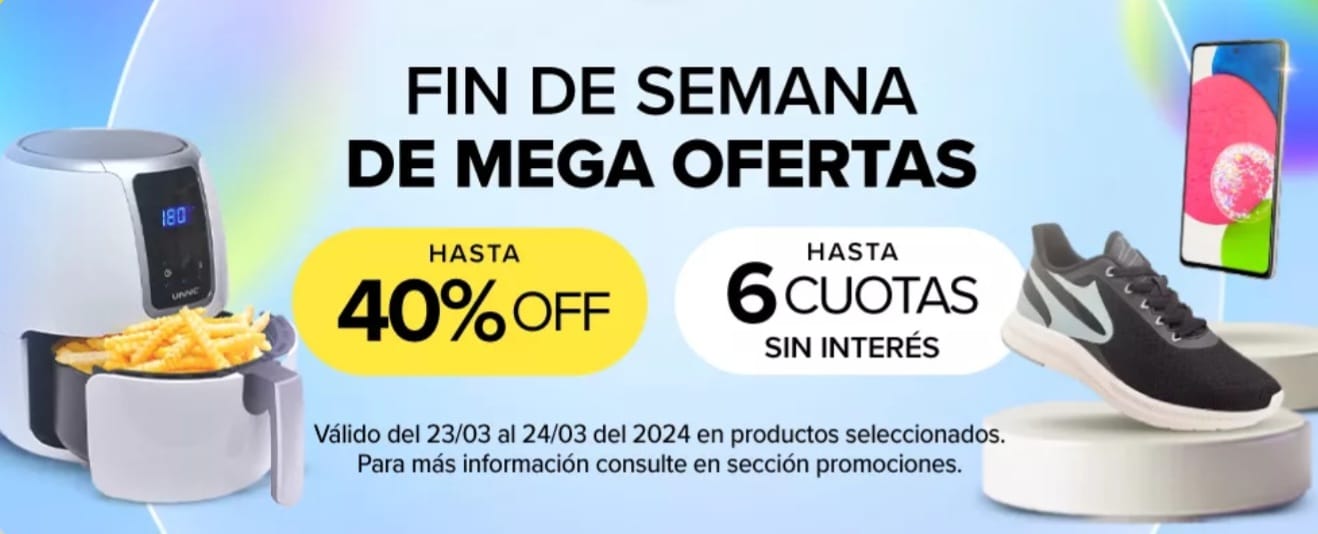 FIN DE SEMANA
DE MEGA OFERTAS
HASTA
40% OFF
HASTA
6 CUOTAS
SIN INTERÉS
Válido del 23/03 al 24/03 del 2024 en productos seleccionados.
Para más información consulte en sección promociones.
180